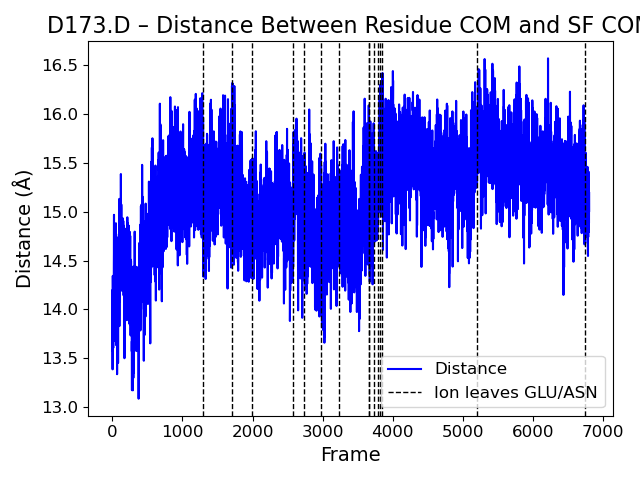 D173.D – Distance Between Residue COM and SF COM
16.5
16.0
15.5
15.0
14.5
14.0
13.5
13.0
Distance (Å)
Distance
Ion leaves GLU/ASN
0 1000 2000 3000 4000 5000 6000 7000
Frame